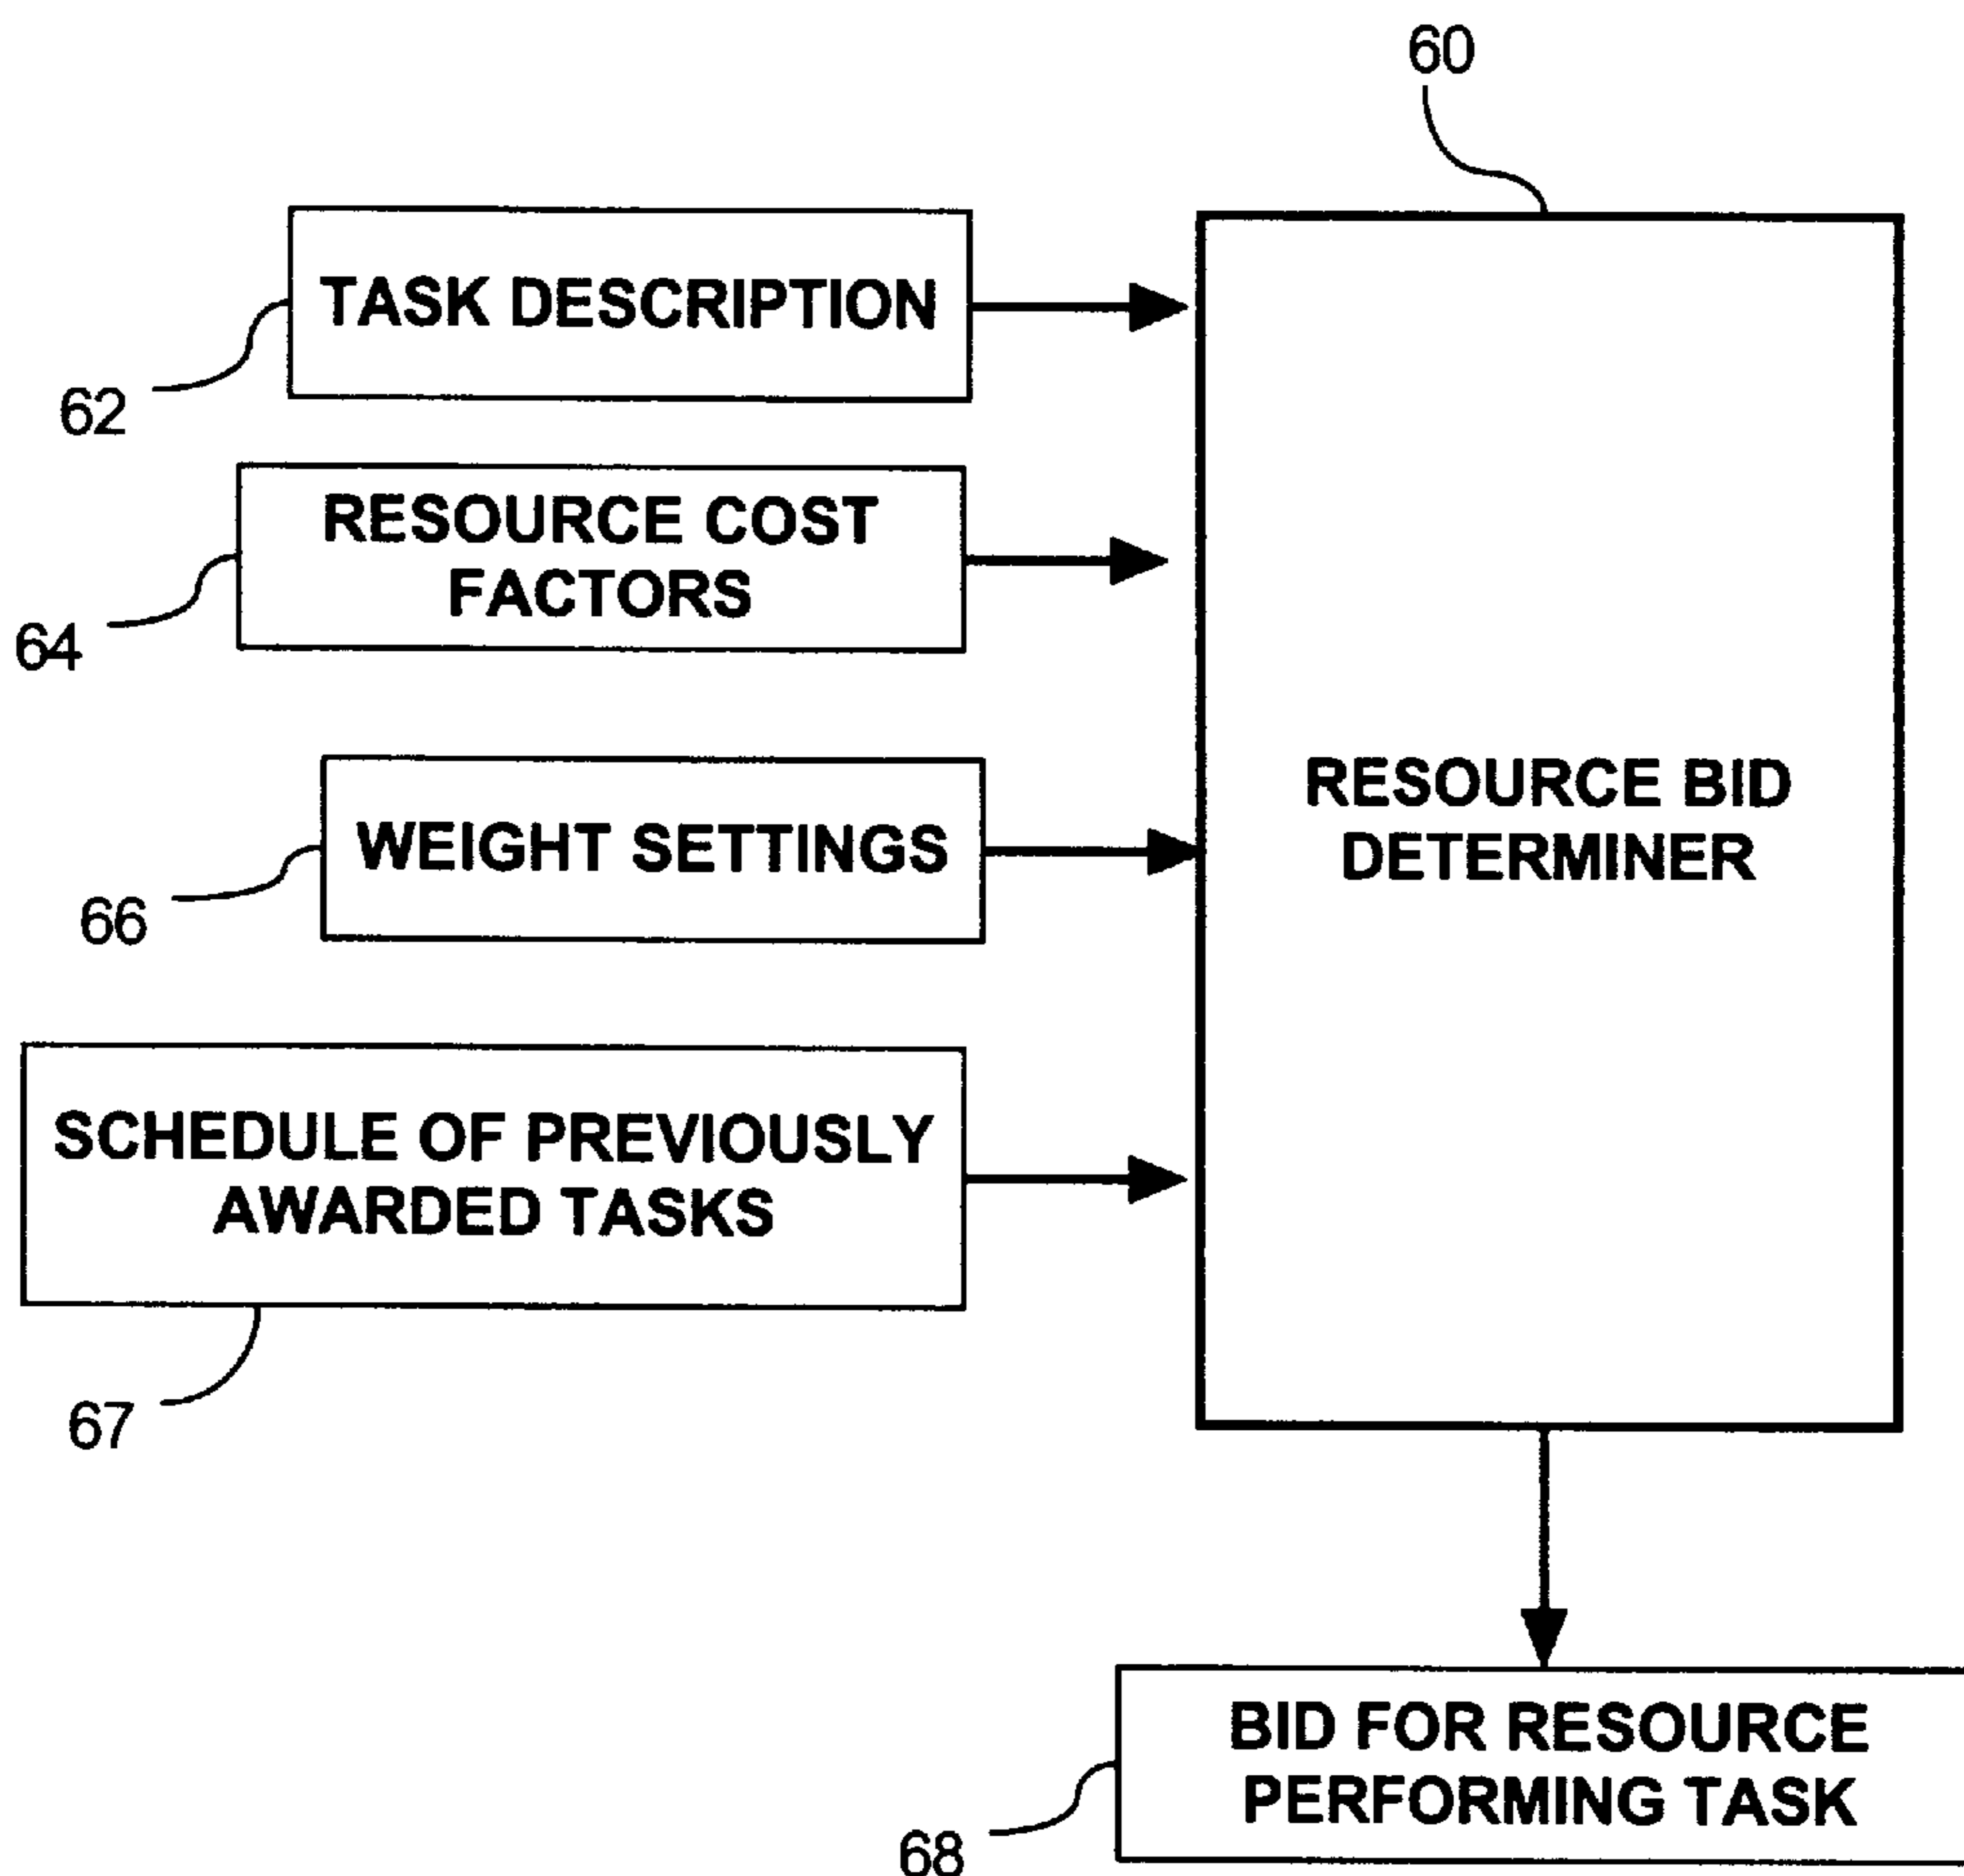 60
TASK DESCRIPTION
62
RESOURCE COST
FACTORS
64
RESOURCE BID
DETERMINER
WEIGHT SETTINGS
66
SCHEDULE OF PREVIOUSLY
AWARDED TASKS
67
BID FOR RESOURCE
PERFORMING TASK
68